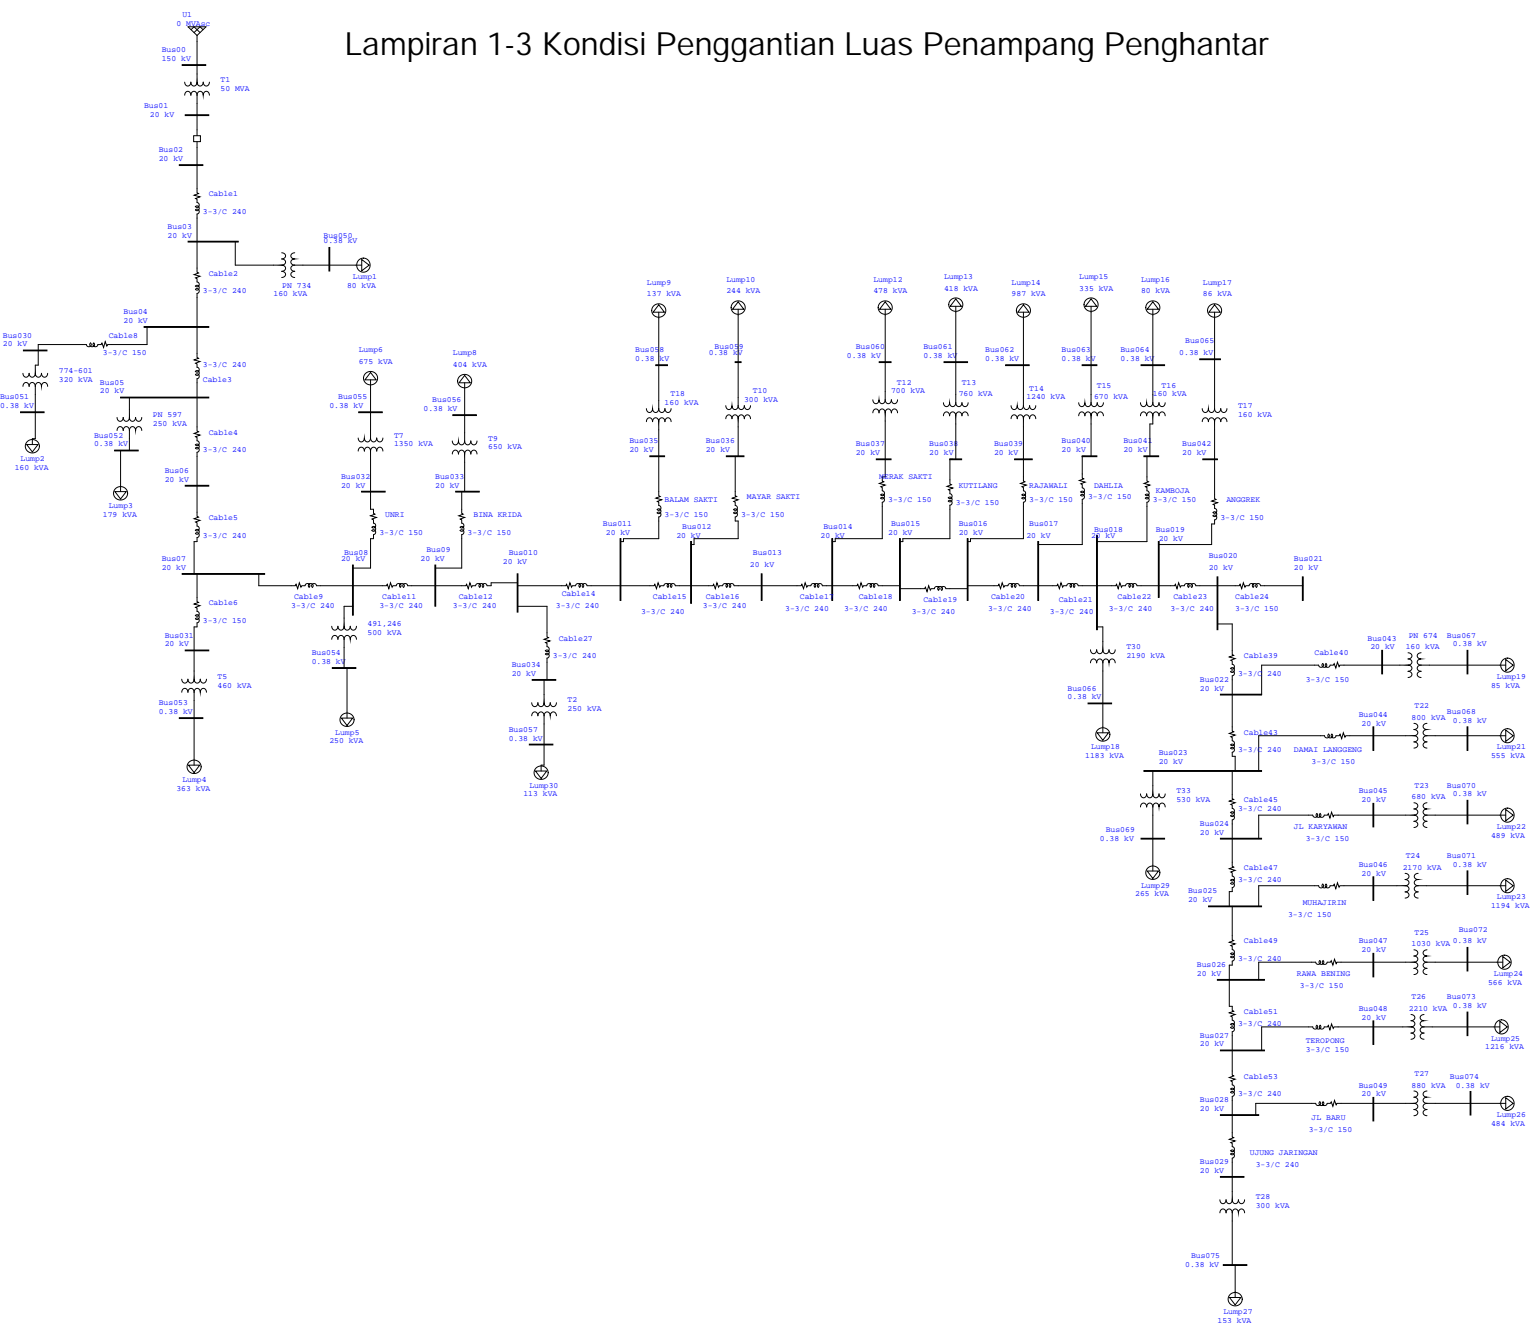 Lampiran 1-3 Kondisi Penggantian Luas Penampang Penghantar
U1
0 MVAsc
Bus00
150 kV
T1
50 MVA
Bus01
20 kV
Bus02
20 kV
Cable1
3-3/C 240
Bus03
20 kV
Bus050
0.38 kV
Lump1
80 kVA
PN 734
160 kVA
Cable2
3-3/C 240
Bus04
20 kV
Bus030
20 kV
Cable8
3-3/C 150
774-601
320 kVA
Bus051
0.38 kV
Lump2
160 kVA
3-3/C 240
Cable3
Bus05
20 kV
PN 597
250 kVA
Bus052
0.38 kV
Lump3
179 kVA
Cable4
3-3/C 240
Bus06
20 kV
Cable5
3-3/C 240
Bus07
20 kV
Cable6
3-3/C 150
Bus031
20 kV
T5
460 kVA
Bus053
0.38 kV
Lump4
363 kVA
Cable9
3-3/C 240
Lump6
675 kVA
Bus055
0.38 kV
T7
1350 kVA
Bus032
20 kV
UNRI
3-3/C 150
Bus08
20 kV
491,246
500 kVA
Bus054
0.38 kV
Lump5
250 kVA
Cable11
3-3/C 240
Lump8
404 kVA
Bus056
0.38 kV
T9
650 kVA
Bus033
20 kV
BINA KRIDA
3-3/C 150
Bus09
20 kV
Cable12
3-3/C 240
Bus010
20 kV
Cable27
3-3/C 240
Bus034
20 kV
T2
250 kVA
Bus057
0.38 kV
Lump30
113 kVA
Cable14
3-3/C 240
Lump9
137 kVA
Bus058
0.38 kV
T18
160 kVA
Bus035
20 kV
BALAM SAKTI
3-3/C 150
Bus011
20 kV
Cable15
3-3/C 240
Lump10
244 kVA
Bus059
0.38 kV
T10
300 kVA
Bus036
20 kV
MAYAR SAKTI
3-3/C 150
Bus012
20 kV
Cable16
3-3/C 240
Bus013
20 kV
Cable17
3-3/C 240
Lump12
478 kVA
Bus060
0.38 kV
T12
700 kVA
Bus037
20 kV
MERAK SAKTI
3-3/C 150
Bus014
20 kV
Cable18
3-3/C 240
Lump13
418 kVA
Bus061
0.38 kV
T13
760 kVA
Bus038
20 kV
KUTILANG
3-3/C 150
Bus015
20 kV
Cable19
3-3/C 240
Lump14
987 kVA
Bus062
0.38 kV
T14
1240 kVA
Bus039
20 kV
RAJAWALI
3-3/C 150
Bus016
20 kV
Cable20
3-3/C 240
Lump15
335 kVA
Bus063
0.38 kV
T15
670 kVA
Bus040
20 kV
DAHLIA
3-3/C 150
Bus017
20 kV
Cable21
3-3/C 240
Lump16
80 kVA
Bus064
0.38 kV
T16
160 kVA
Bus041
20 kV
KAMBOJA
3-3/C 150
Bus018
20 kV
T30
2190 kVA
Bus066
0.38 kV
Lump18
1183 kVA
Cable22
3-3/C 240
Lump17
86 kVA
Bus065
0.38 kV
T17
160 kVA
Bus042
20 kV
ANGGREK
3-3/C 150
Bus019
20 kV
Cable23
3-3/C 240
Bus020
20 kV
Cable24
3-3/C 150
Bus021
20 kV
Cable39
3-3/C 240
Bus022
20 kV
Cable40
3-3/C 150
Bus043
20 kV
PN 674
160 kVA
Bus067
0.38 kV
Lump19
85 kVA
Cable43
3-3/C 240
Bus023
20 kV
DAMAI LANGGENG
3-3/C 150
Bus044
20 kV
T22
800 kVA
Bus068
0.38 kV
Lump21
555 kVA
T33
530 kVA
Bus069
0.38 kV
Lump29
265 kVA
Cable45
3-3/C 240
Bus024
20 kV
JL KARYAWAN
3-3/C 150
Bus045
20 kV
T23
680 kVA
Bus070
0.38 kV
Lump22
489 kVA
Cable47
3-3/C 240
Bus025
20 kV
MUHAJIRIN
3-3/C 150
Bus046
20 kV
T24
2170 kVA
Bus071
0.38 kV
Lump23
1194 kVA
Cable49
3-3/C 240
Bus026
20 kV
RAWA BENING
3-3/C 150
Bus047
20 kV
T25
1030 kVA
Bus072
0.38 kV
Lump24
566 kVA
Cable51
3-3/C 240
Bus027
20 kV
TEROPONG
3-3/C 150
Bus048
20 kV
T26
2210 kVA
Bus073
0.38 kV
Lump25
1216 kVA
Cable53
3-3/C 240
Bus028
20 kV
JL BARU
3-3/C 150
Bus049
20 kV
T27
880 kVA
Bus074
0.38 kV
Lump26
484 kVA
UJUNG JARINGAN
3-3/C 240
Bus029
20 kV
T28
300 kVA
Bus075
0.38 kV
Lump27
153 kVA